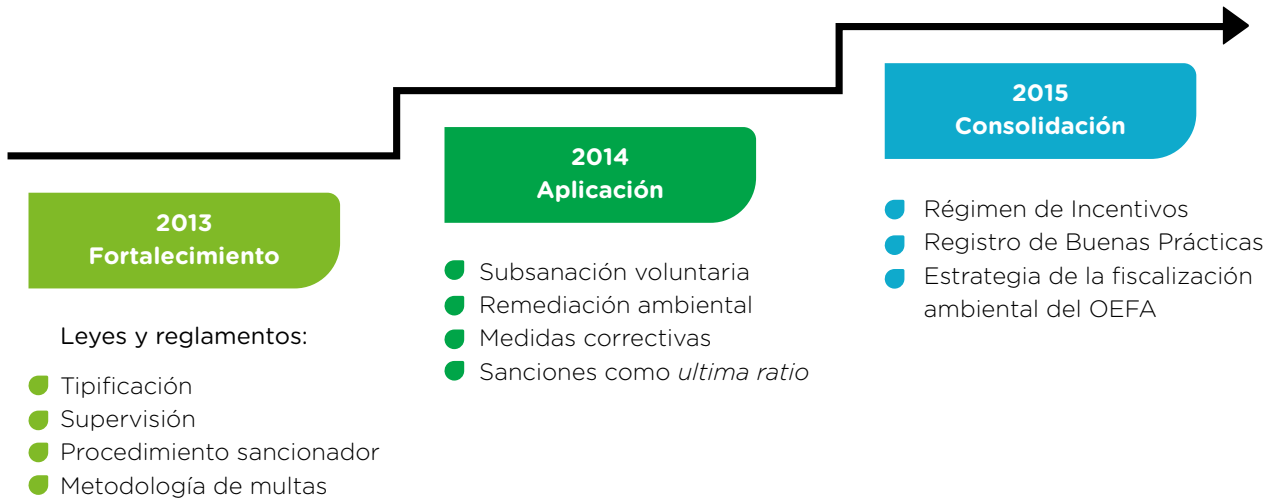 2013
Fortalecimiento
Leyes y reglamentos:
Tipificación
Supervisión
Procedimiento sancionador
Metodología de multas
2014
Aplicación
Subsanación voluntaria
Remediación ambiental
Medidas correctivas
Sanciones como ultima ratio
2015
Consolidación
Régimen de Incentivos
Registro de Buenas Prácticas
Estrategia de la fiscalización
ambiental del OEFA